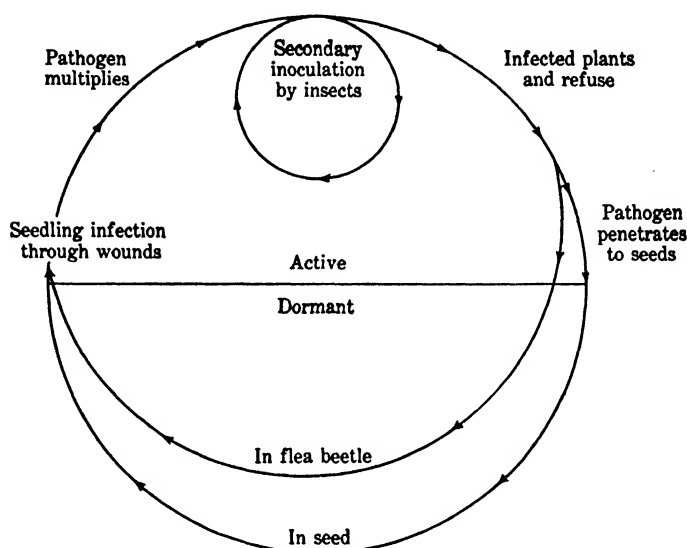 Pathogen
multiplies
Secondary
inoculation
by insects
Infected plants
and refuse
Seedling infection
through wounds
Pathogen
penetrates
to seeds
Active
Dormant
In flea beetle
In seed